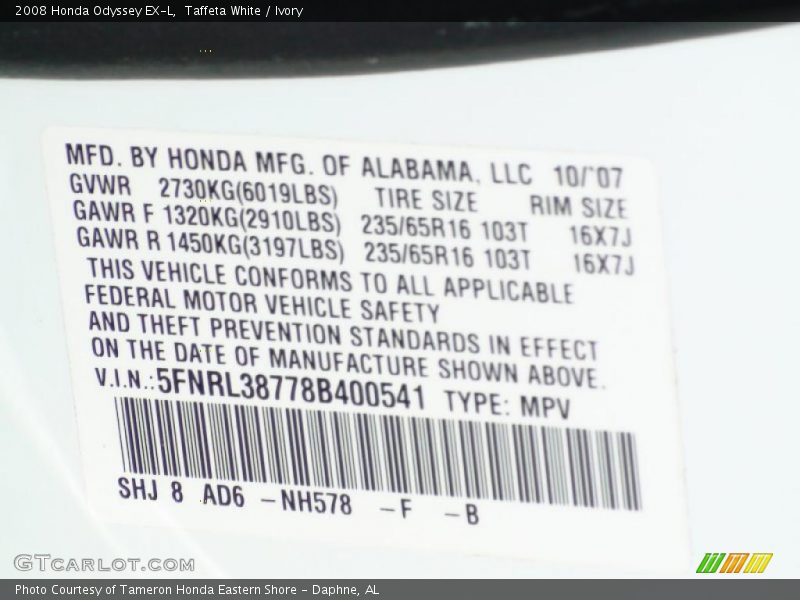 2008 Honda Odyssey EX-L,  Taffeta White / Ivory
MFD. BY HONDA MFG. OF ALABAMA, LLC 10/'07
GVWR 2730KG(6019LBS) TIRE SIZE RIM SIZE
GAWR F 1320KG(2910LBS) 235/65R16 103T 16X7J
GAWR R 1450KG(3197LBS) 235/65R16 103T 16X7J
THIS VEHICLE CONFORMS TO ALL APPLICABLE
FEDERAL MOTOR VEHICLE SAFETY
AND THEFT PREVENTION STANDARDS IN EFFECT
ON THE DATE OF MANUFACTURE SHOWN ABOVE.
V.I.N.:5FNRL38778B400541 TYPE: MPV
SHJ 8 AD6 -NH578 -F -B
GTCARLOT.COM
Photo Courtesy of Tameron Honda Eastern Shore - Daphne, AL